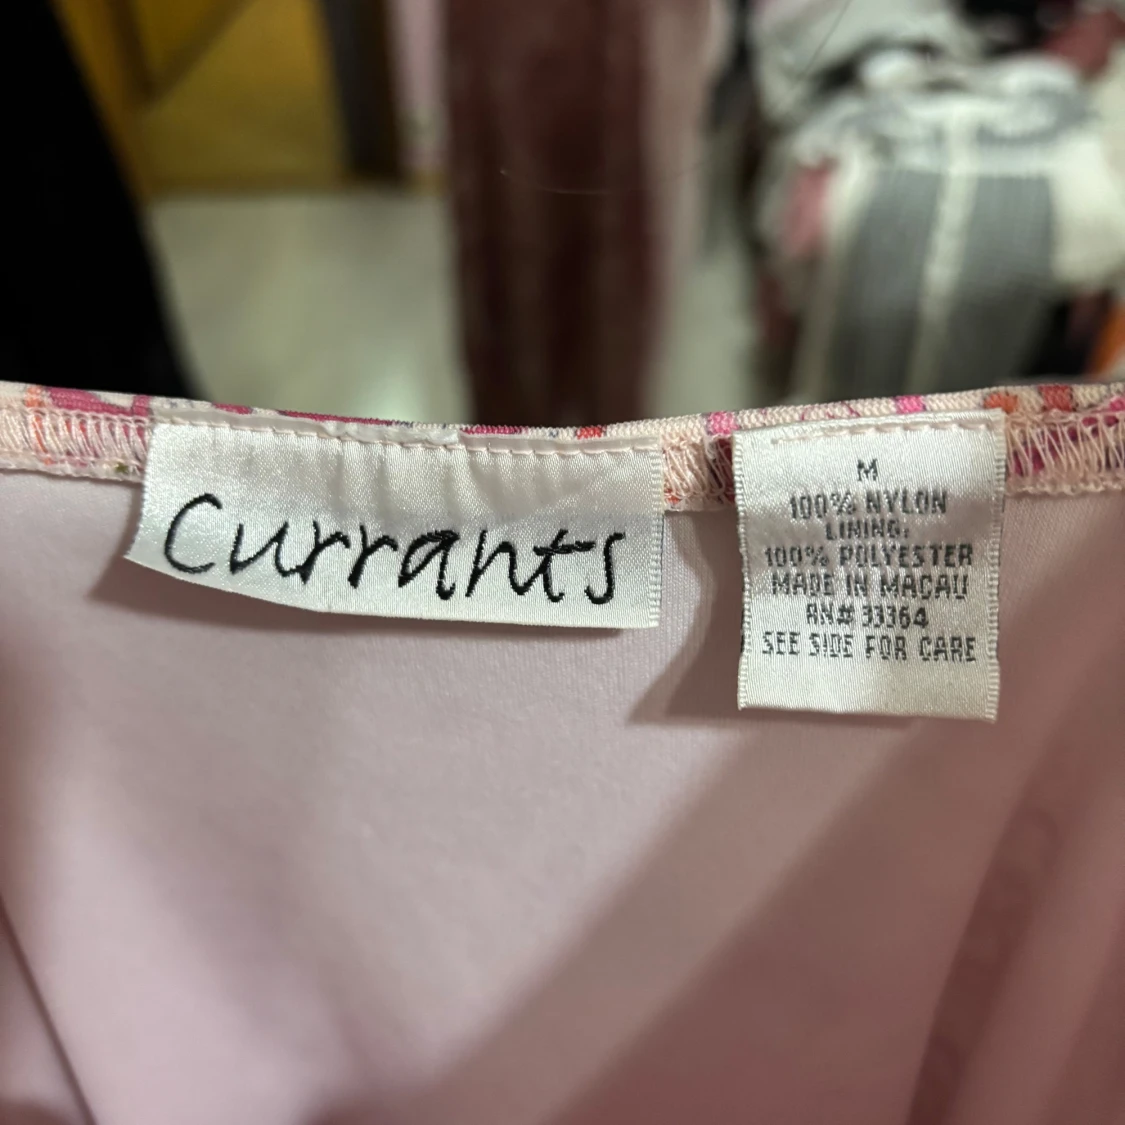 Currants
M
100% NYLON
LINING:
100% POLYESTER
MADE IN MACAU
RN# 33364
SEE SIDE FOR CARE